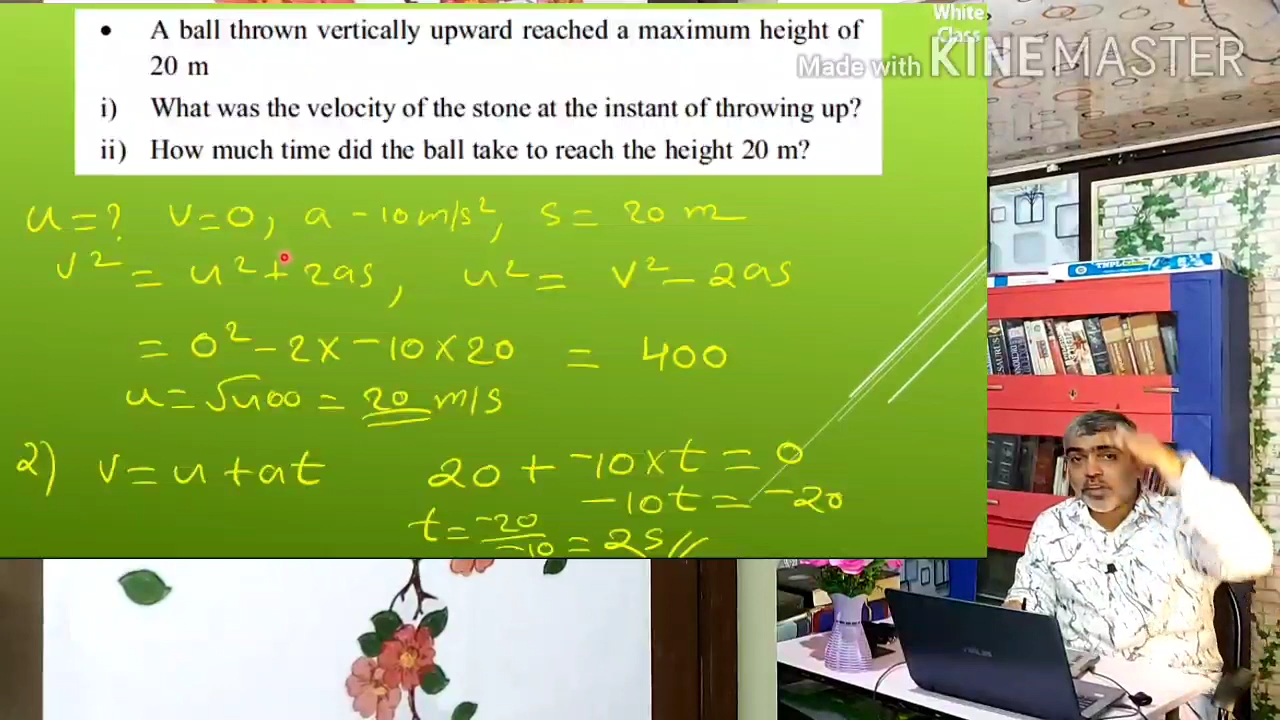 White
Class
Made with KINEMASTER
• A ball thrown vertically upward reached a maximum height of
20 m
i) What was the velocity of the stone at the instant of throwing up?
ii) How much time did the ball take to reach the height 20 m?
u = ? v = 0, a -10 m/s², s = 20 m
v² = u² + 2as, u² = v² - 2as
= 0² - 2 x -10 x 20 = 400
u = √400 = 20 m/s
2) v = u + at 20 + -10 x t = 0
-10t = -20
t = -20/-10 = 2s//
ASUS